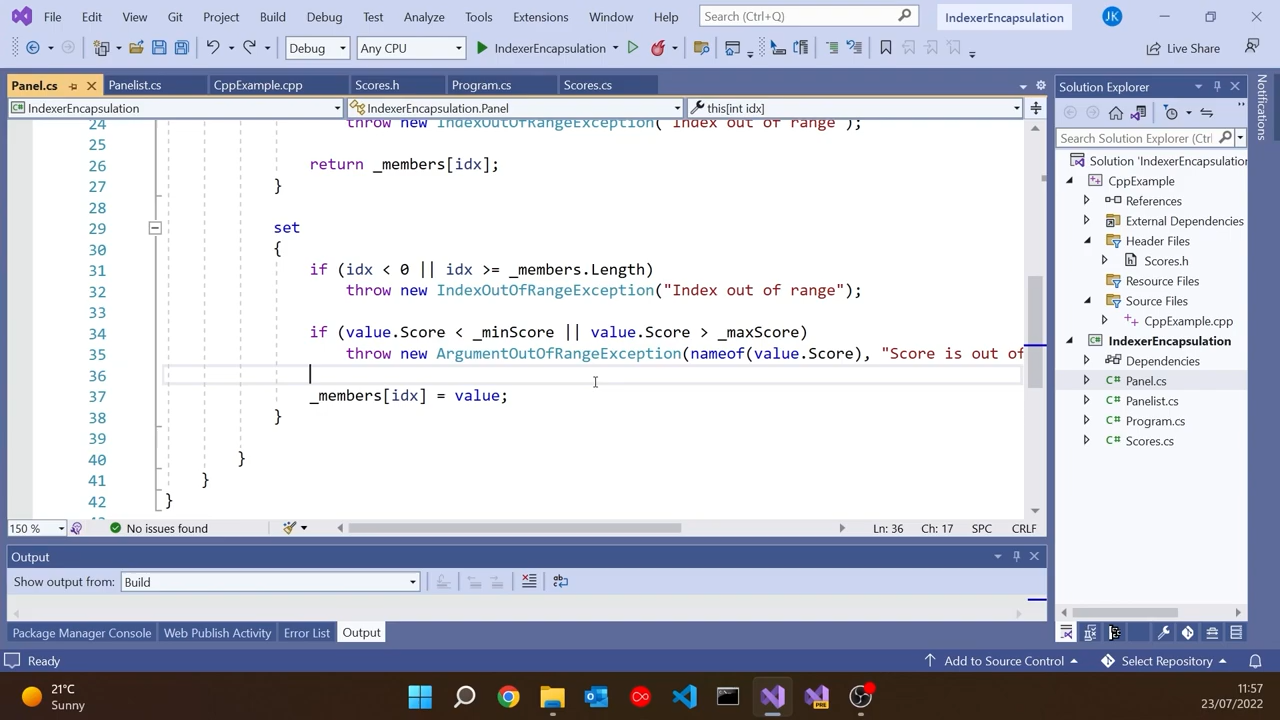 File Edit View Git Project Build Debug Test Analyze Tools Extensions Window Help Search (Ctrl+Q) IndexerEncapsulation JK
Debug Any CPU IndexerEncapsulation Live Share
Panel.cs Panelist.cs CppExample.cpp Scores.h Program.cs Scores.cs
IndexerEncapsulation IndexerEncapsulation.Panel this[int idx]
24 throw new IndexOutOfRangeException("Index out of range");
25
26 return _members[idx];
27 }
28
29 set
30 {
31 if (idx < 0 || idx >= _members.Length)
32 throw new IndexOutOfRangeException("Index out of range");
33
34 if (value.Score < _minScore || value.Score > _maxScore)
35 throw new ArgumentOutOfRangeException(nameof(value.Score), "Score is out of
36
37 _members[idx] = value;
38 }
39
40 }
41 }
42 }
150 % No issues found Ln: 36 Ch: 17 SPC CRLF
Output
Show output from: Build
Package Manager Console Web Publish Activity Error List Output
Solution Explorer
Search Solution Explorer (Ctrl
Solution 'IndexerEncapsulation
CppExample
References
External Dependencies
Header Files
Scores.h
Resource Files
Source Files
CppExample.cpp
IndexerEncapsulation
Dependencies
C# Panel.cs
C# Panelist.cs
C# Program.cs
C# Scores.cs
Notifications
Ready Add to Source Control Select Repository
21°C
Sunny
PRE
11:57
23/07/2022